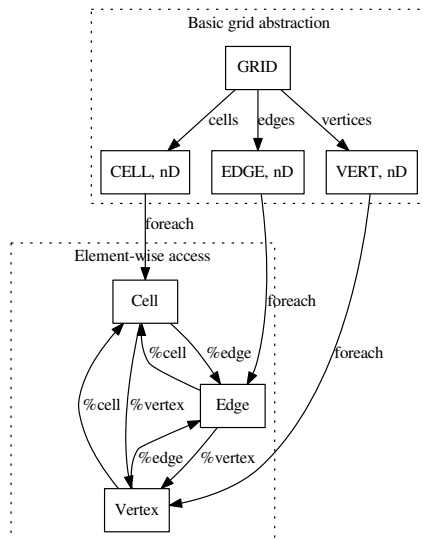 Basic grid abstraction
GRID
cells
edges
vertices
CELL, nD
EDGE, nD
VERT, nD
foreach
Element-wise access
Cell
foreach
foreach
%cell
%edge
%cell
%vertex
Edge
%edge
%vertex
Vertex